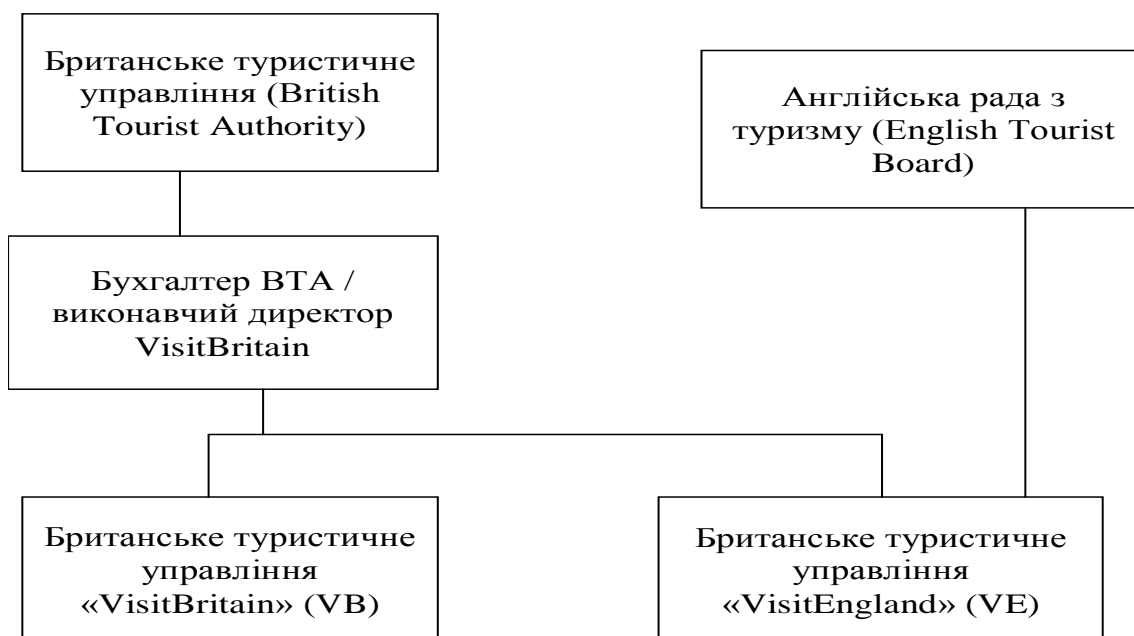 Британське туристичне
управління (British
Tourist Authority)
Англійська рада з
туризму (English Tourist
Board)
Бухгалтер ВТА /
виконавчий директор
VisitBritain
Британське туристичне
управління
«VisitBritain» (VB)
Британське туристичне
управління
«VisitEngland» (VE)